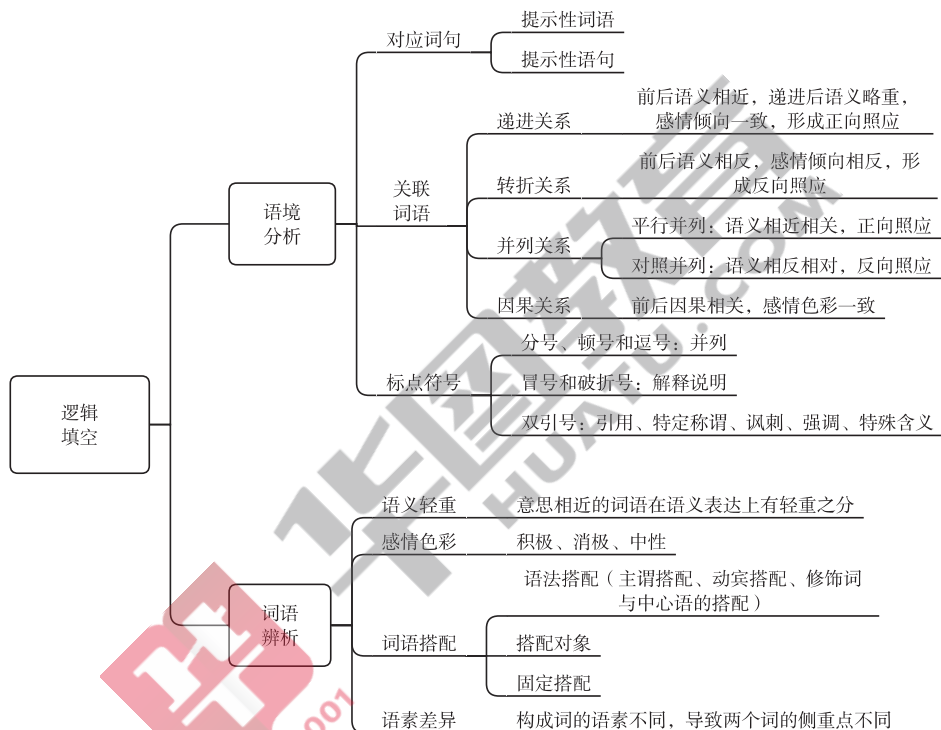 逻辑
填空
语境
分析
对应词句
提示性词语
提示性语句
关联
词语
递进关系
前后语义相近，递进后语义略重，
感情倾向一致，形成正向照应
转折关系
前后语义相反，感情倾向相反，形
成反向照应
并列关系
平行并列：语义相近相关，正向照应
对照并列：语义相反相对，反向照应
因果关系
前后因果相关，感情色彩一致
标点符号
分号、顿号和逗号：并列
冒号和破折号：解释说明
双引号：引用、特定称谓、讽刺、强调、特殊含义
词语
辨析
语义轻重
意思相近的词语在语义表达上有轻重之分
感情色彩
积极、消极、中性
词语搭配
语法搭配（主谓搭配、动宾搭配、修饰词
与中心语的搭配）
搭配对象
固定搭配
语素差异
构成词的语素不同，导致两个词的侧重点不同
华图教育
HUATU.COM
001